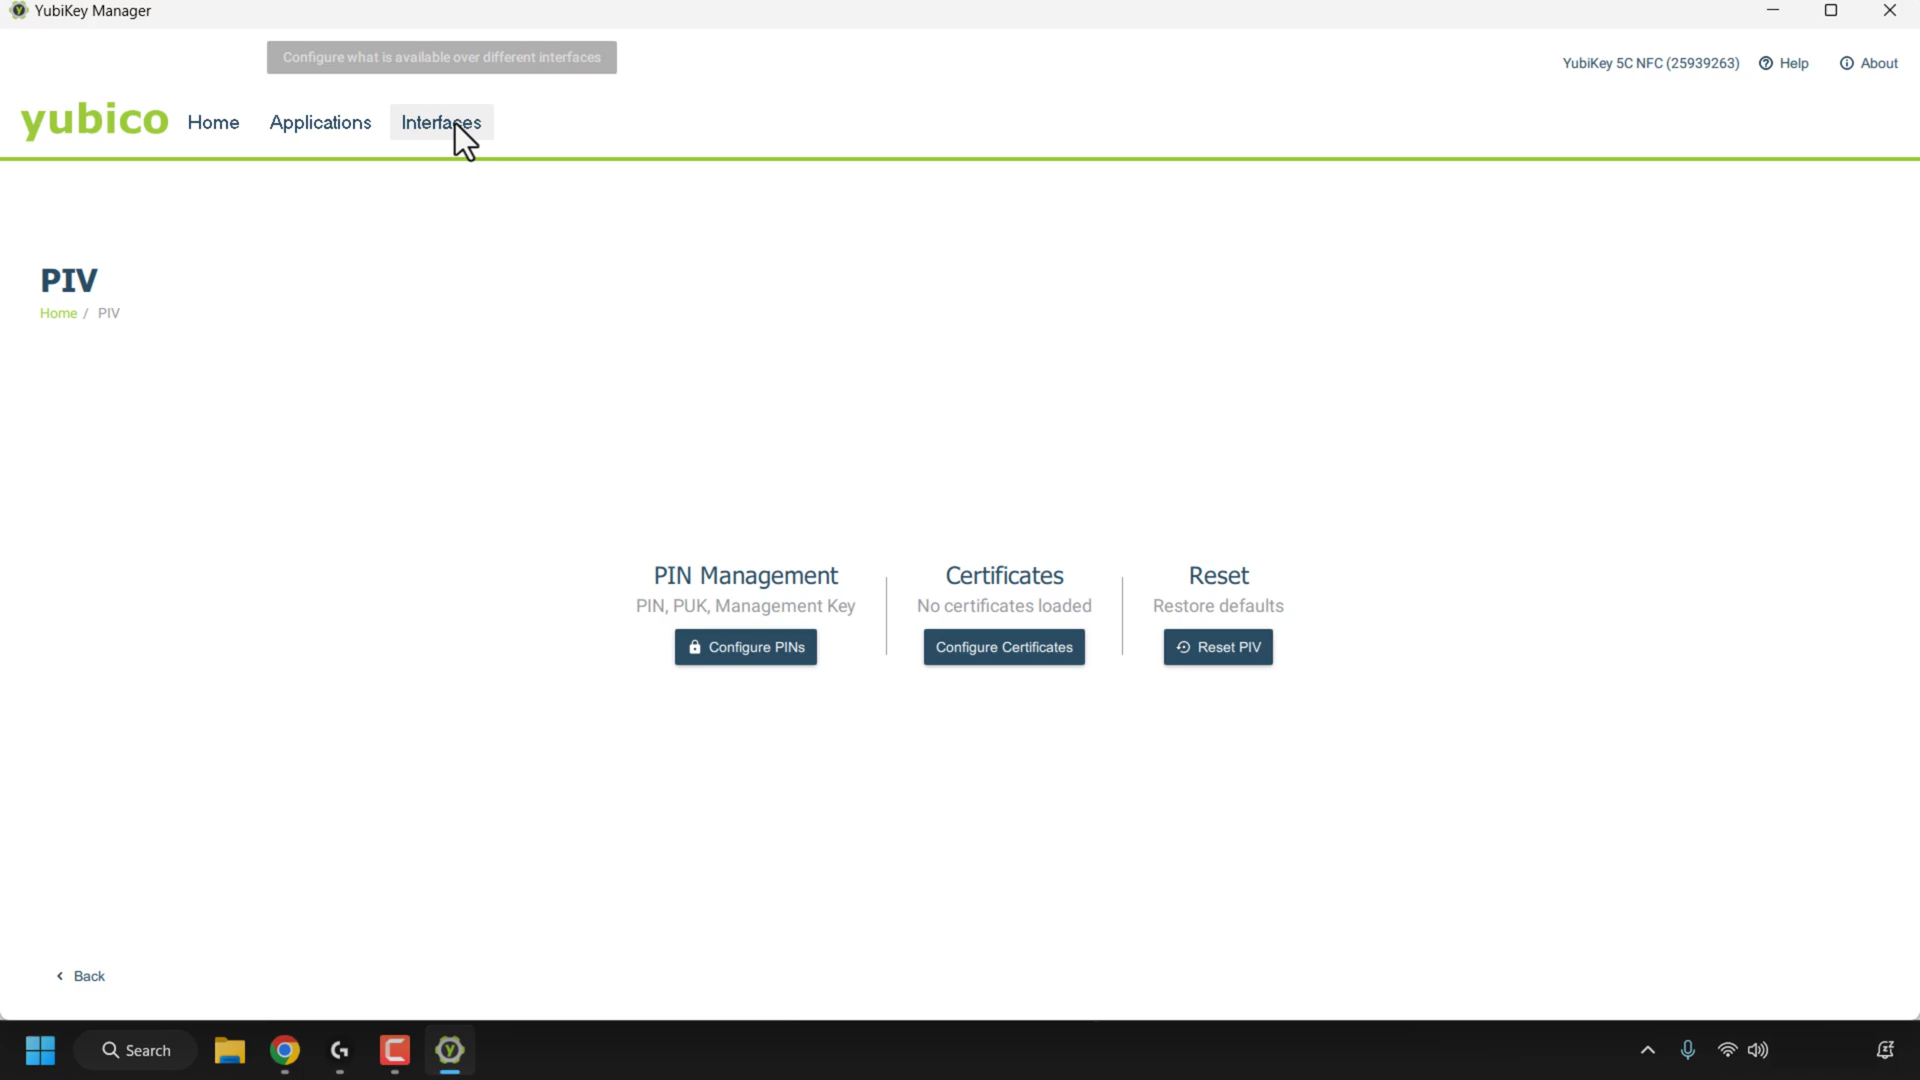 YubiKey Manager
Configure what is available over different interfaces
YubiKey 5C NFC (25939263) Help About
yubico Home Applications Interfaces
PIV
Home / PIV
PIN Management
PIN, PUK, Management Key
Configure PINs
Certificates
No certificates loaded
Configure Certificates
Reset
Restore defaults
Reset PIV
Back
Search